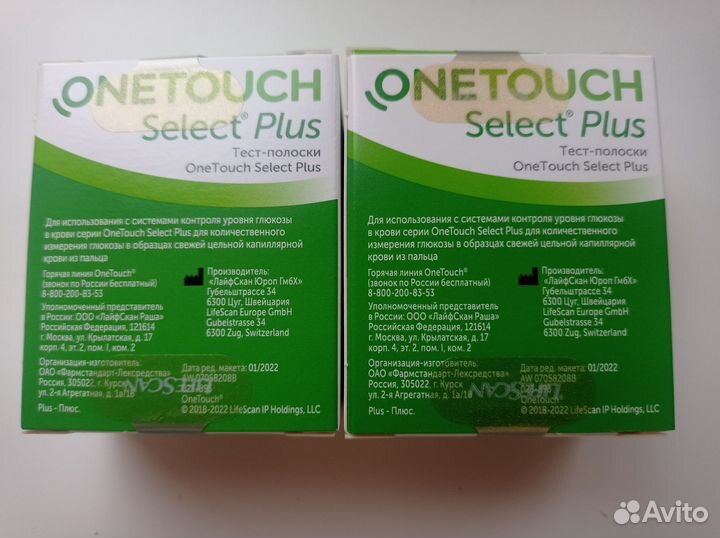 ONETOUCH
Select® Plus
Тест-полоски
OneTouch Select Plus
Для использования с системами контроля уровня глюкозы
в крови серии OneTouch Select Plus для количественного
измерения глюкозы в образцах свежей цельной капиллярной
крови из пальца
Горячая линия OneTouch®
(звонок по России бесплатный)
8-800-200-83-53
Уполномоченный представитель
в России: ООО «ЛайфСкан Раша»
Российская Федерация, 121614
г. Москва, ул. Крылатская, д. 17
корп. 4, эт. 2, пом. I, ком. 2
Организация-изготовитель:
ОАО «Фармстандарт-Лексредства»
Россия, 305022, г. Курск
ул. 2-я Агрегатная, д. 1а/18
Plus - Плюс.
Производитель:
«ЛайфСкан Юроп ГмбХ»
Губельштрассе 34
6300 Цуг, Швейцария
LifeScan Europe GmbH
Gubelstrasse 34
6300 Zug, Switzerland
Дата ред. макета: 01/2022
AW 07058208B
LIFESCAN
OneTouch®
© 2018-2022 LifeScan IP Holdings, LLC
ONETOUCH
Select® Plus
Тест-полоски
OneTouch Select Plus
Для использования с системами контроля уровня глюкозы
в крови серии OneTouch Select Plus для количественного
измерения глюкозы в образцах свежей цельной капиллярной
крови из пальца
Горячая линия OneTouch®
(звонок по России бесплатный)
8-800-200-83-53
Уполномоченный представитель
в России: ООО «ЛайфСкан Раша»
Российская Федерация, 121614
г. Москва, ул. Крылатская, д. 17
корп. 4, эт. 2, пом. I, ком. 2
Организация-изготовитель:
ОАО «Фармстандарт-Лексредства»
Россия, 305022, г. Курск
ул. 2-я Агрегатная, д. 1а/18
Plus - Плюс.
Производитель:
«ЛайфСкан Юроп ГмбХ»
Губельштрассе 34
6300 Цуг, Швейцария
LifeScan Europe GmbH
Gubelstrasse 34
6300 Zug, Switzerland
Дата ред. макета: 01/2022
AW 07058208B
LIFESCAN
OneTouch®
© 2018-2022 LifeScan IP Holdings, LLC
Avito